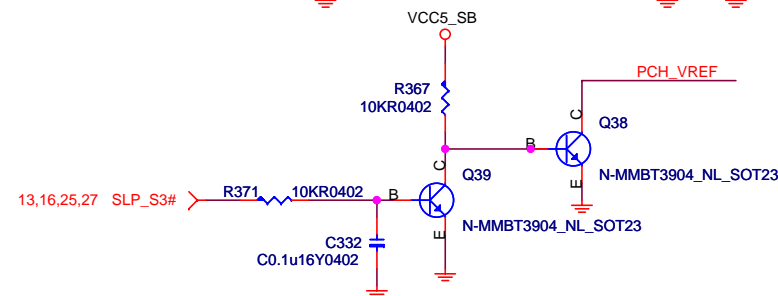 VCC5_SB
PCH_VREF
R367
10KR0402
C
Q38
B
C
Q39
N-MMBT3904_NL_SOT23
E
13,16,25,27 SLP_S3#
R371 10KR0402
B
N-MMBT3904_NL_SOT23
E
C332
C0.1u16Y0402